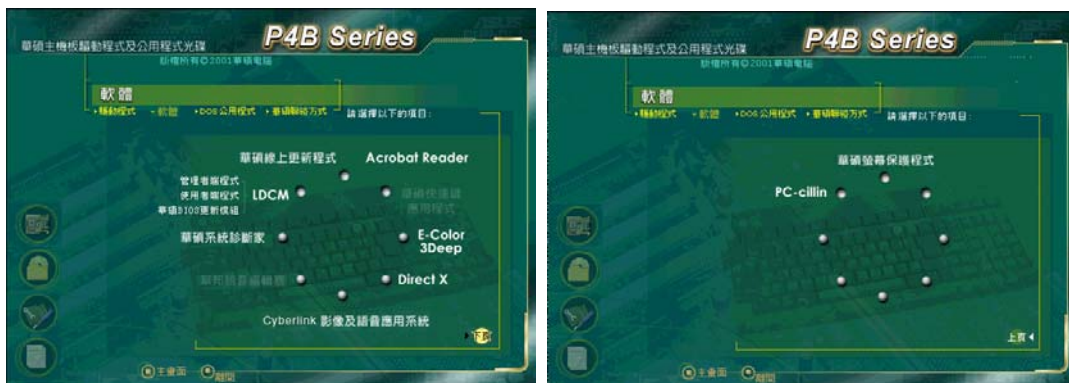 P4B Series
華碩主機板驅動程式及公用程式光碟
版權所有©2001華碩電腦
軟體
驅動程式 軟體 DOS公用程式 華碩聯絡方式 請選擇以下的項目:
華碩線上更新程式 Acrobat Reader
管理者端程式
使用者端程式 LDCM 華碩快速鍵
華碩BIOS更新模組 應用程式
華碩系統診斷家 E-Color
3Deep
Direct X
Cyberlink 影像及語音應用系統
下頁
主畫面 離開
P4B Series
華碩主機板驅動程式及公用程式光碟
版權所有©2001華碩電腦
軟體
驅動程式 軟體 DOS公用程式 華碩聯絡方式 請選擇以下的項目:
華碩螢幕保護程式
PC-cillin
上頁
主畫面 離開